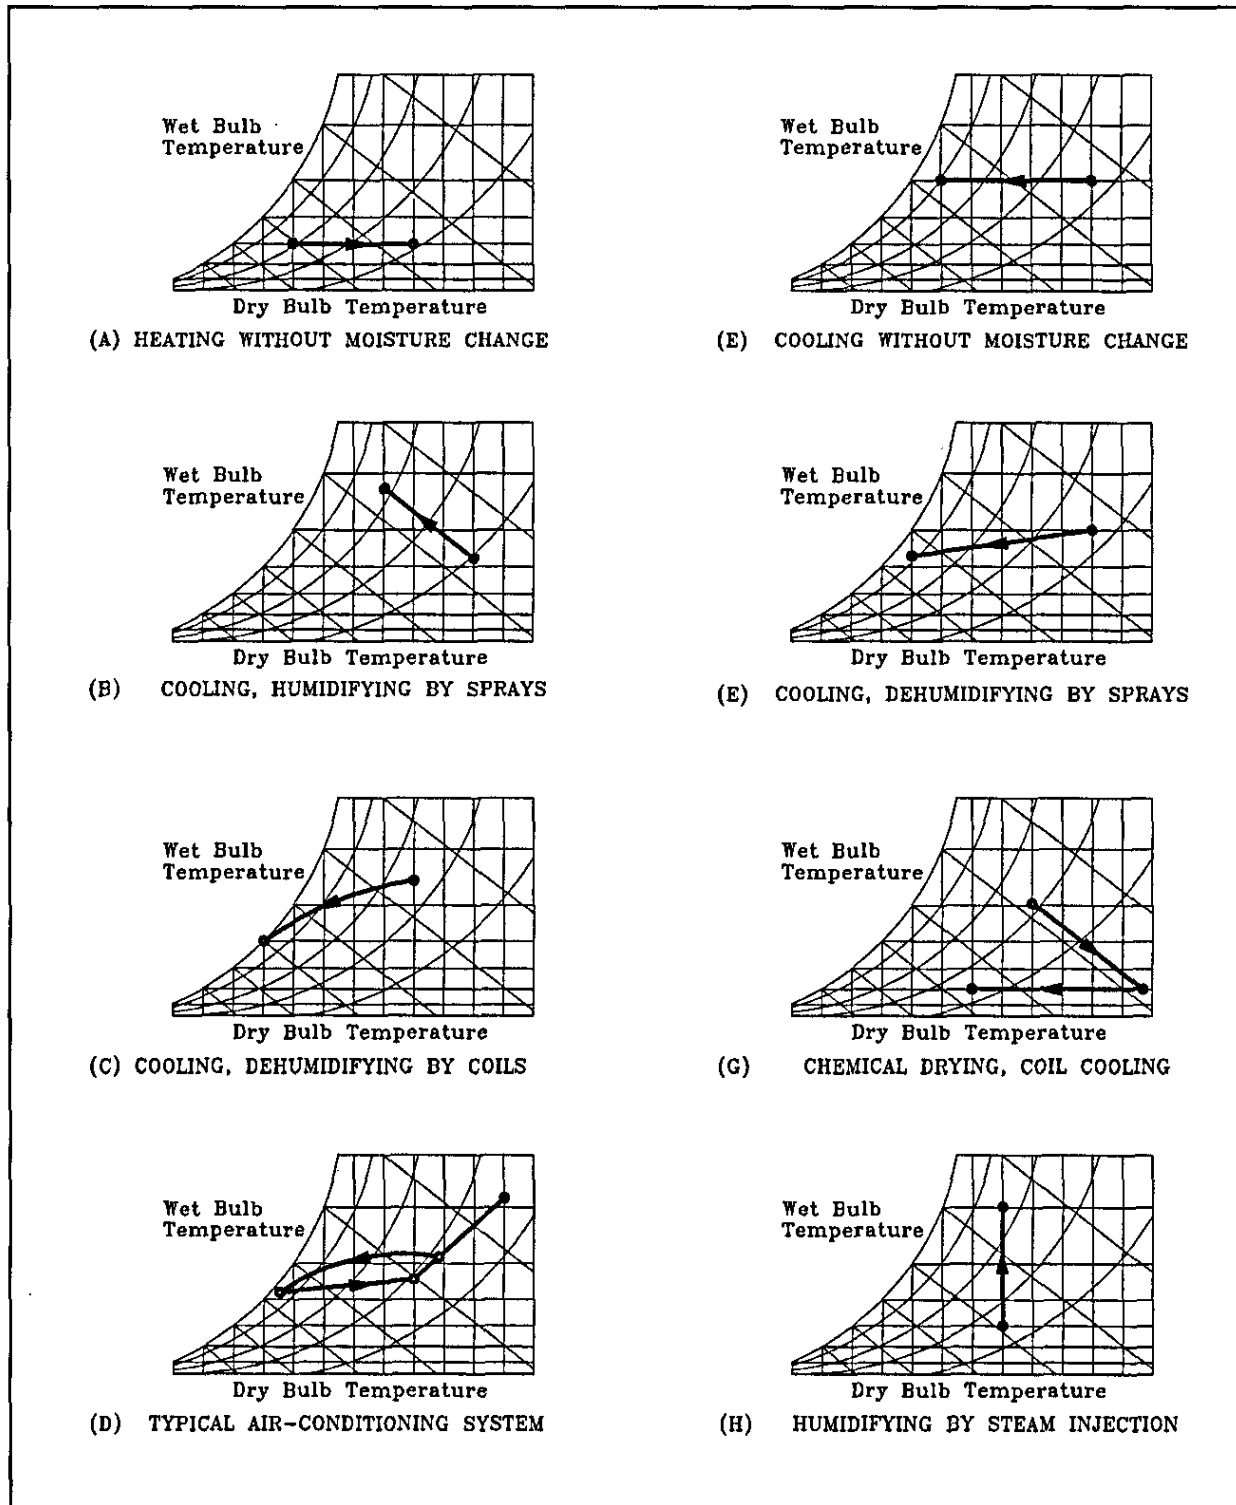 Wet Bulb
Temperature
Dry Bulb Temperature
(A) HEATING WITHOUT MOISTURE CHANGE
Wet Bulb
Temperature
Dry Bulb Temperature
(E) COOLING WITHOUT MOISTURE CHANGE
Wet Bulb
Temperature
Dry Bulb Temperature
(B) COOLING, HUMIDIFYING BY SPRAYS
Wet Bulb
Temperature
Dry Bulb Temperature
(E) COOLING, DEHUMIDIFYING BY SPRAYS
Wet Bulb
Temperature
Dry Bulb Temperature
(C) COOLING, DEHUMIDIFYING BY COILS
Wet Bulb
Temperature
Dry Bulb Temperature
(G) CHEMICAL DRYING, COIL COOLING
Wet Bulb
Temperature
Dry Bulb Temperature
(D) TYPICAL AIR-CONDITIONING SYSTEM
Wet Bulb
Temperature
Dry Bulb Temperature
(H) HUMIDIFYING BY STEAM INJECTION